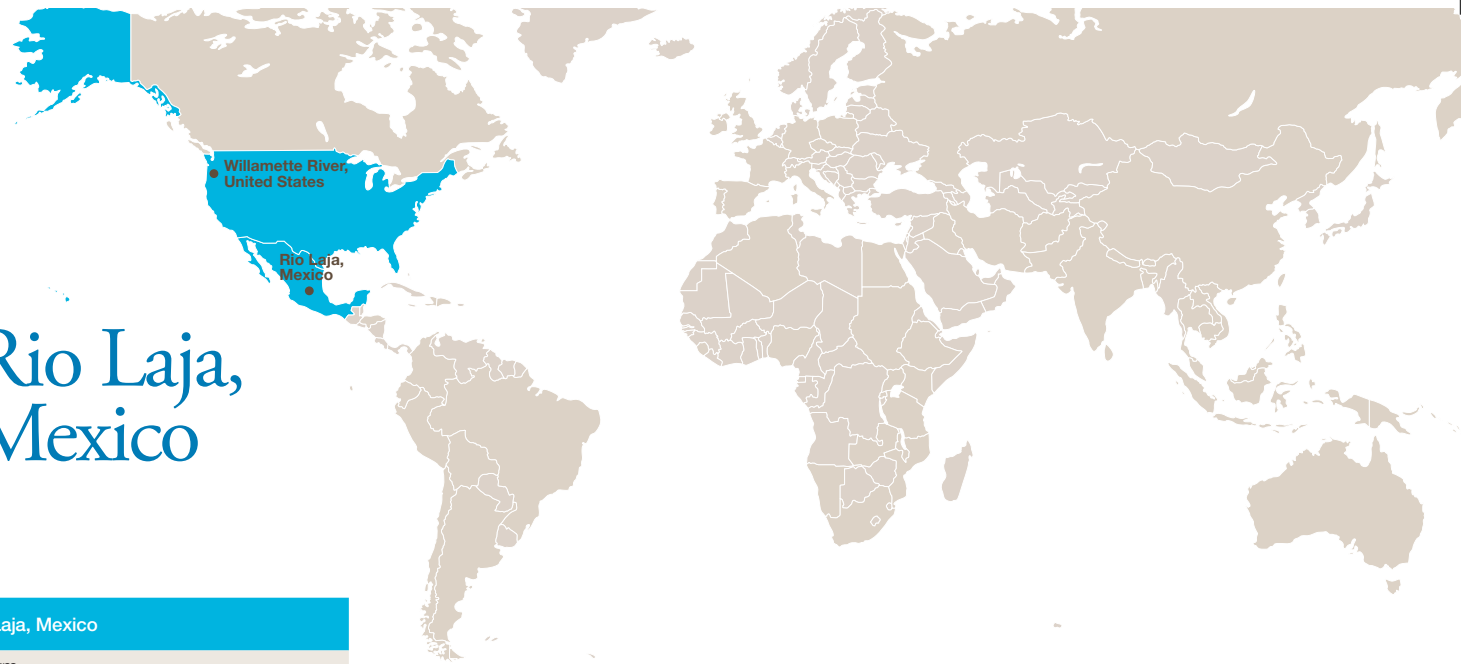 Willamette River,
United States
Rio Laja,
Mexico
Rio Laja,
Mexico
aja, Mexico